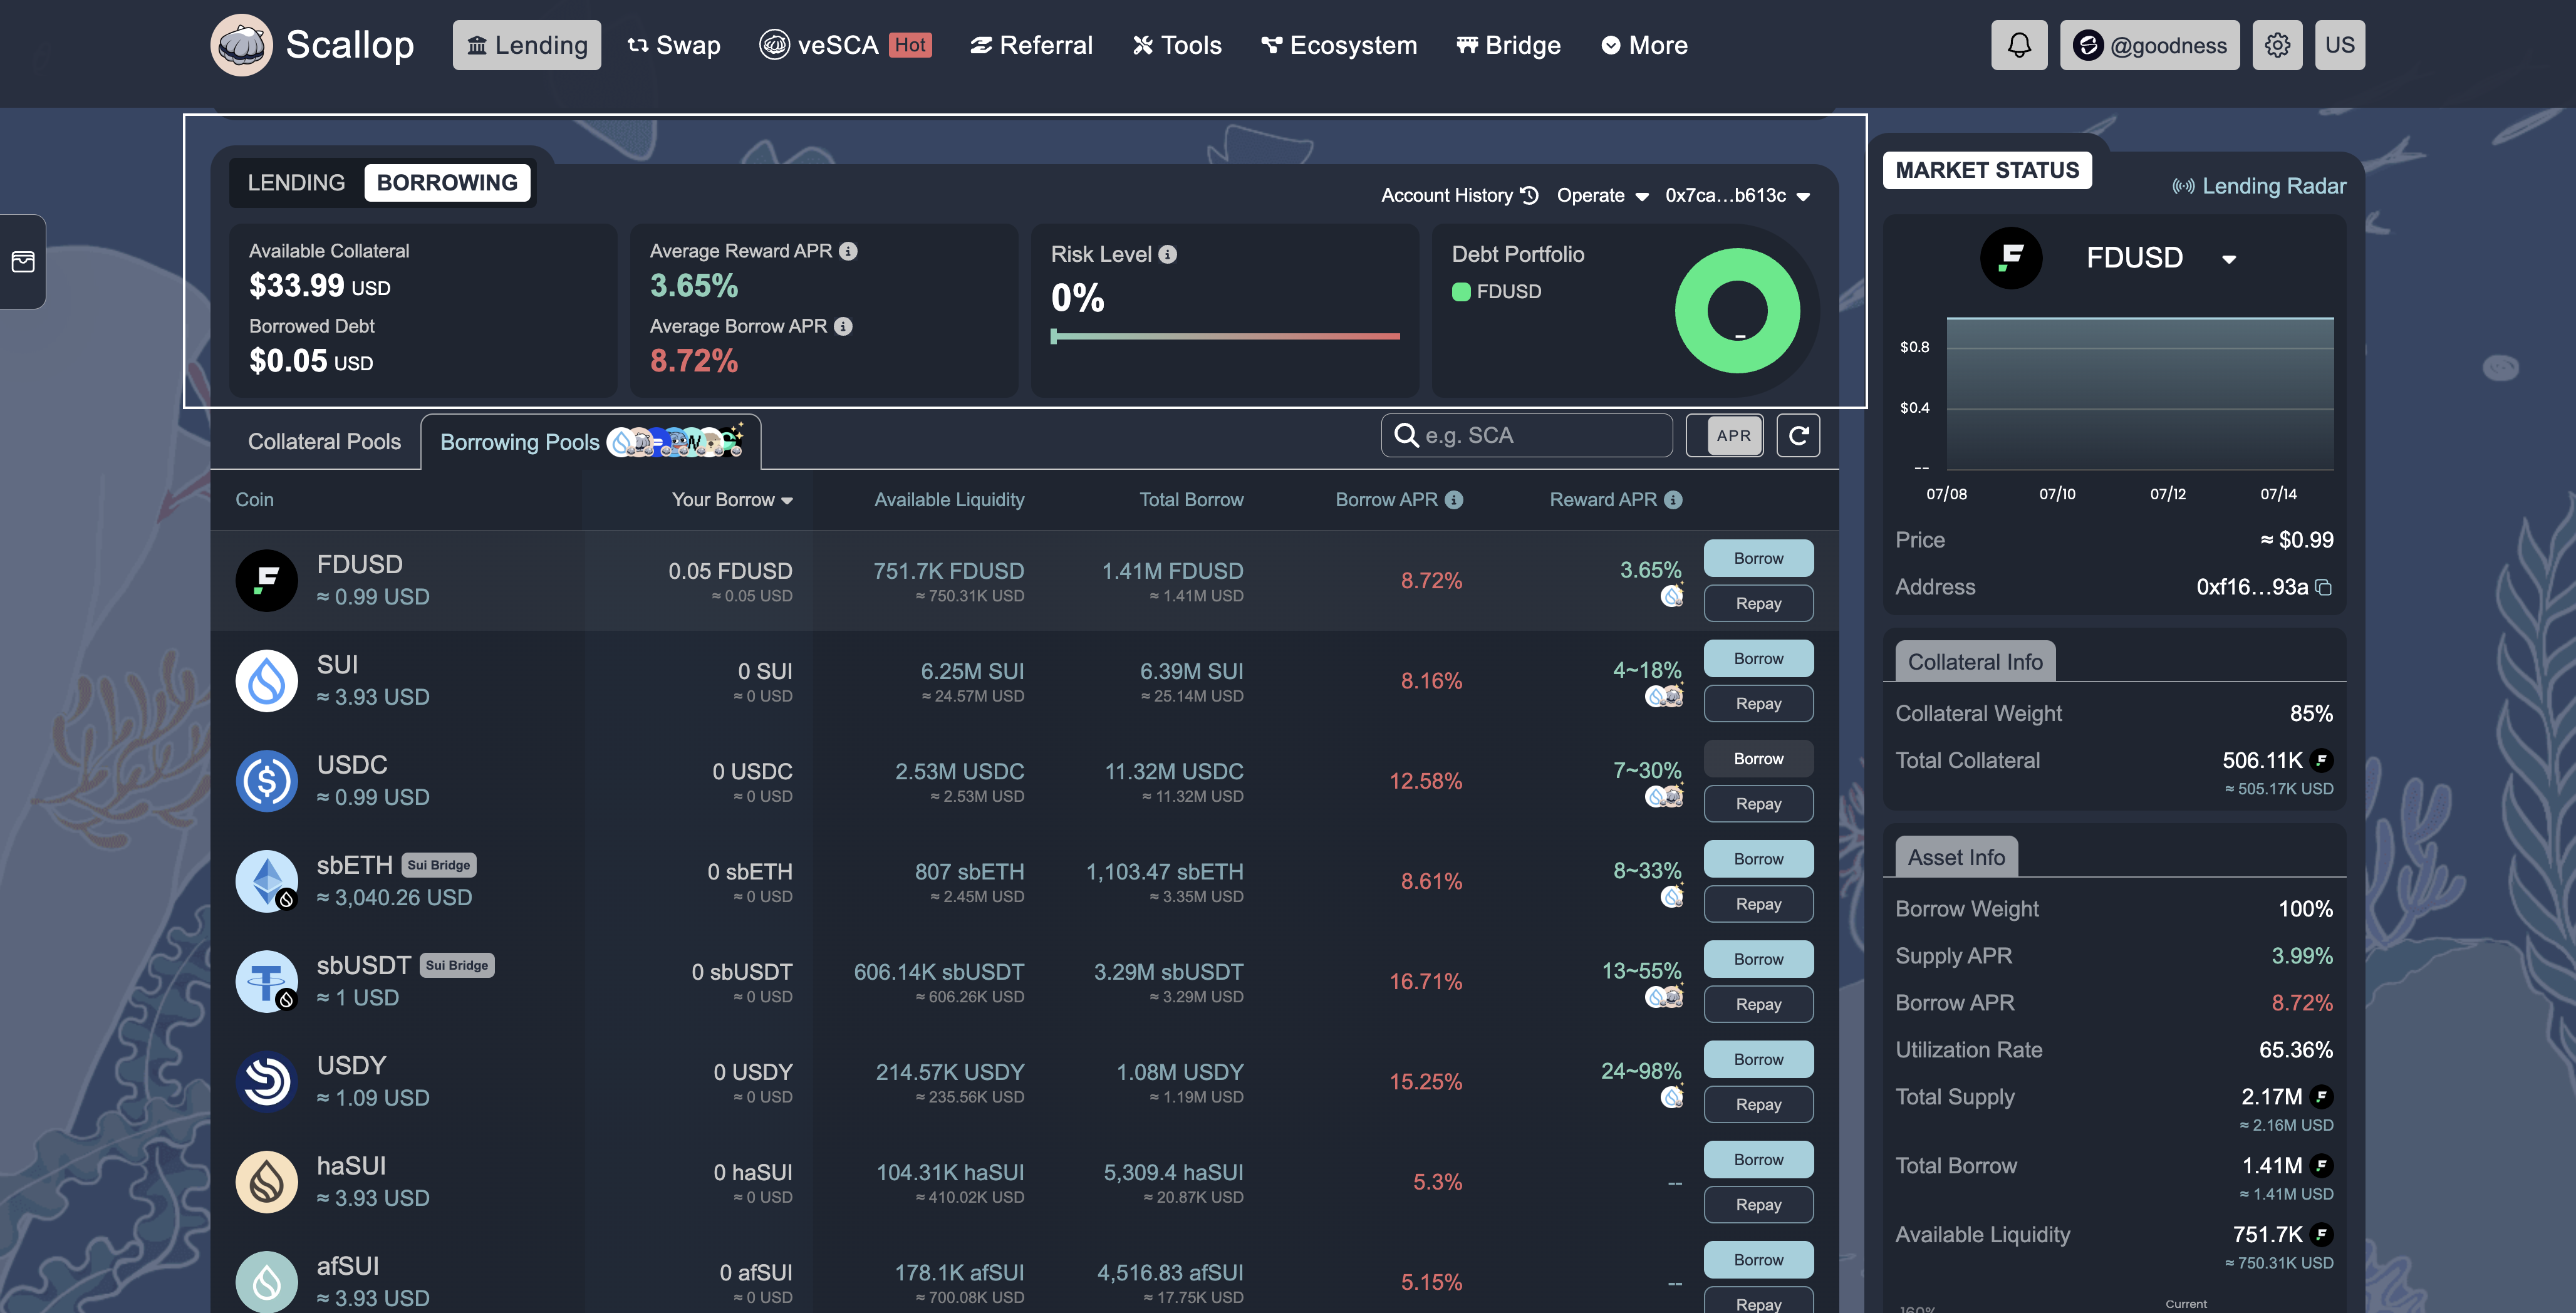 Scallop
Lending
Swap
veSCA Hot
Referral
Tools
Ecosystem
Bridge
More
@goodness
US
LENDING BORROWING
Account History Operate 0x7ca...b613c
Available Collateral
$33.99 USD
Borrowed Debt
$0.05 USD
Average Reward APR
3.65%
Average Borrow APR
8.72%
Risk Level
0%
Debt Portfolio
FDUSD
Collateral Pools Borrowing Pools
e.g. SCA
APR
Coin Your Borrow Available Liquidity Total Borrow Borrow APR Reward APR
FDUSD 0.05 FDUSD 751.7K FDUSD 1.41M FDUSD 8.72% 3.65% Borrow
≈ 0.99 USD ≈ 0.05 USD ≈ 750.31K USD ≈ 1.41M USD Repay
SUI 0 SUI 6.25M SUI 6.39M SUI 8.16% 4~18% Borrow
≈ 3.93 USD ≈ 0 USD ≈ 24.57M USD ≈ 25.14M USD Repay
USDC 0 USDC 2.53M USDC 11.32M USDC 12.58% 7~30% Borrow
≈ 0.99 USD ≈ 0 USD ≈ 2.53M USD ≈ 11.32M USD Repay
sbETH Sui Bridge 0 sbETH 807 sbETH 1,103.47 sbETH 8.61% 8~33% Borrow
≈ 3,040.26 USD ≈ 0 USD ≈ 2.45M USD ≈ 3.35M USD Repay
sbUSDT Sui Bridge 0 sbUSDT 606.14K sbUSDT 3.29M sbUSDT 16.71% 13~55% Borrow
≈ 1 USD ≈ 0 USD ≈ 606.26K USD ≈ 3.29M USD Repay
USDY 0 USDY 214.57K USDY 1.08M USDY 15.25% 24~98% Borrow
≈ 1.09 USD ≈ 0 USD ≈ 235.56K USD ≈ 1.19M USD Repay
haSUI 0 haSUI 104.31K haSUI 5,309.4 haSUI 5.3% -- Borrow
≈ 3.93 USD ≈ 0 USD ≈ 410.02K USD ≈ 20.87K USD Repay
afSUI 0 afSUI 178.1K afSUI 4,516.83 afSUI 5.15% -- Borrow
≈ 3.93 USD ≈ 0 USD ≈ 700.08K USD ≈ 17.75K USD Repay
MARKET STATUS
Lending Radar
FDUSD
$0.8
$0.4
--
07/08 07/10 07/12 07/14
Price ≈ $0.99
Address 0xf16...93a
Collateral Info
Collateral Weight 85%
Total Collateral 506.11K
≈ 505.17K USD
Asset Info
Borrow Weight 100%
Supply APR 3.99%
Borrow APR 8.72%
Utilization Rate 65.36%
Total Supply 2.17M
≈ 2.16M USD
Total Borrow 1.41M
≈ 1.41M USD
Available Liquidity 751.7K
≈ 750.31K USD
Current
160%